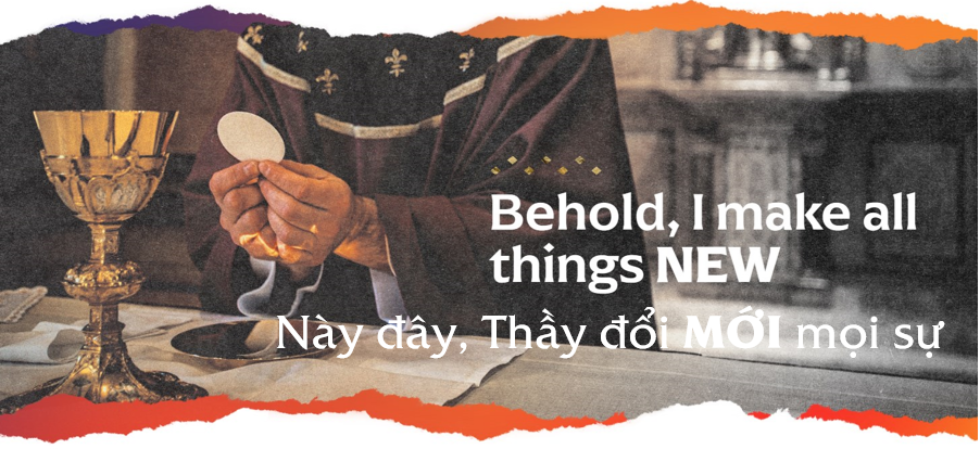 Behold, I make all
things NEW
Này đây, Thầy đổi MỚI mọi sự